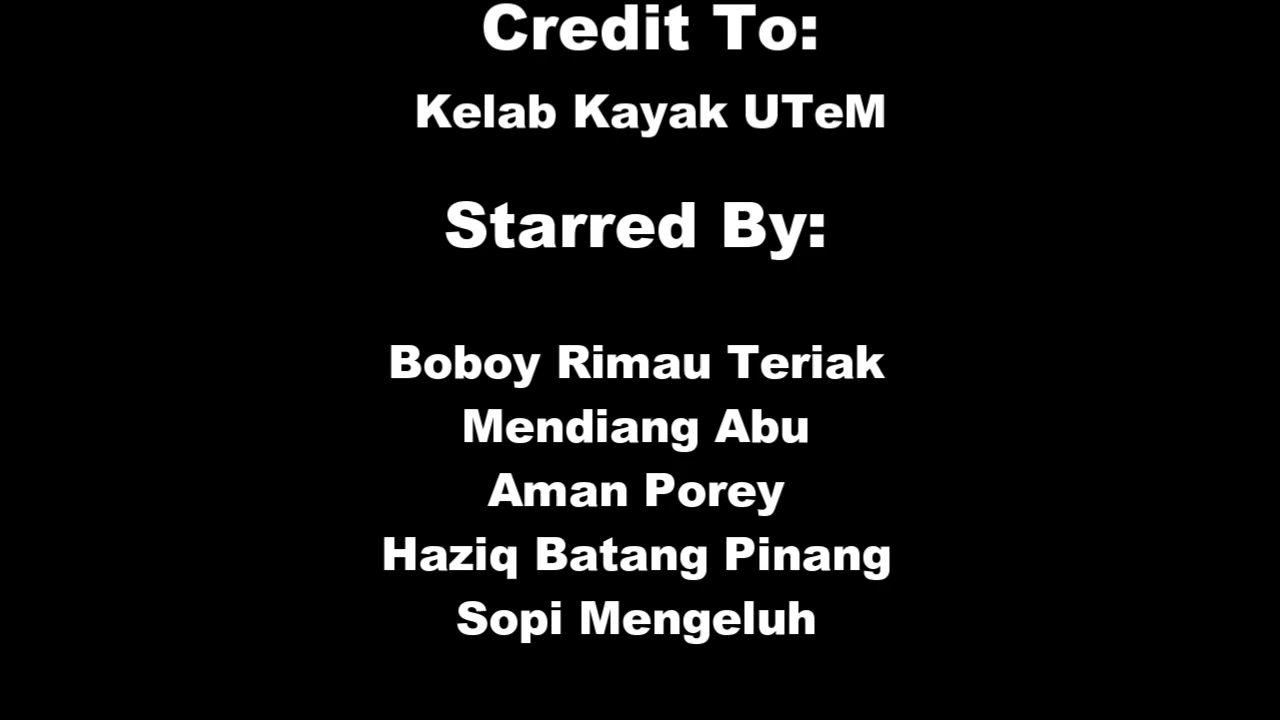 Credit To:
Kelab Kayak UTeM
Starred By:
Boboy Rimau Teriak
Mendiang Abu
Aman Porey
Haziq Batang Pinang
Sopi Mengeluh